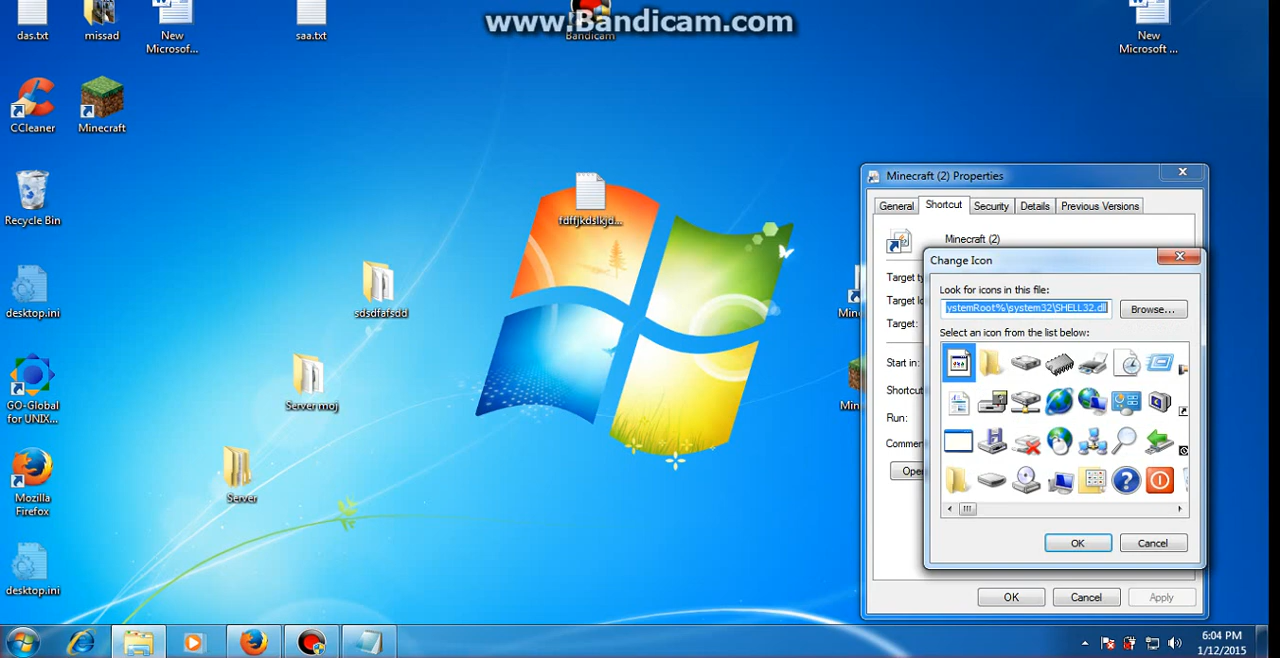 www.Bandicam.com
das.txt
missad
New
Microsof...
saa.txt
Bandicam
New
Microsoft ...
CCleaner
Minecraft
Recycle Bin
fdffjkdslkjd...
desktop.ini
sdsdfafsdd
GO-Global
for UNIX...
Server moj
Mozilla
Firefox
Server
desktop.ini
Minecraft (2) Properties
General
Shortcut
Security
Details
Previous Versions
Minecraft (2)
Target ty
Target lo
Target:
Start in:
Shortcut
Run:
Comme
Ope
Change Icon
Look for icons in this file:
ystemRoot%\system32\SHELL32.dll
Browse...
Select an icon from the list below:
OK
Cancel
OK
Cancel
Apply
6:04 PM
1/12/2015